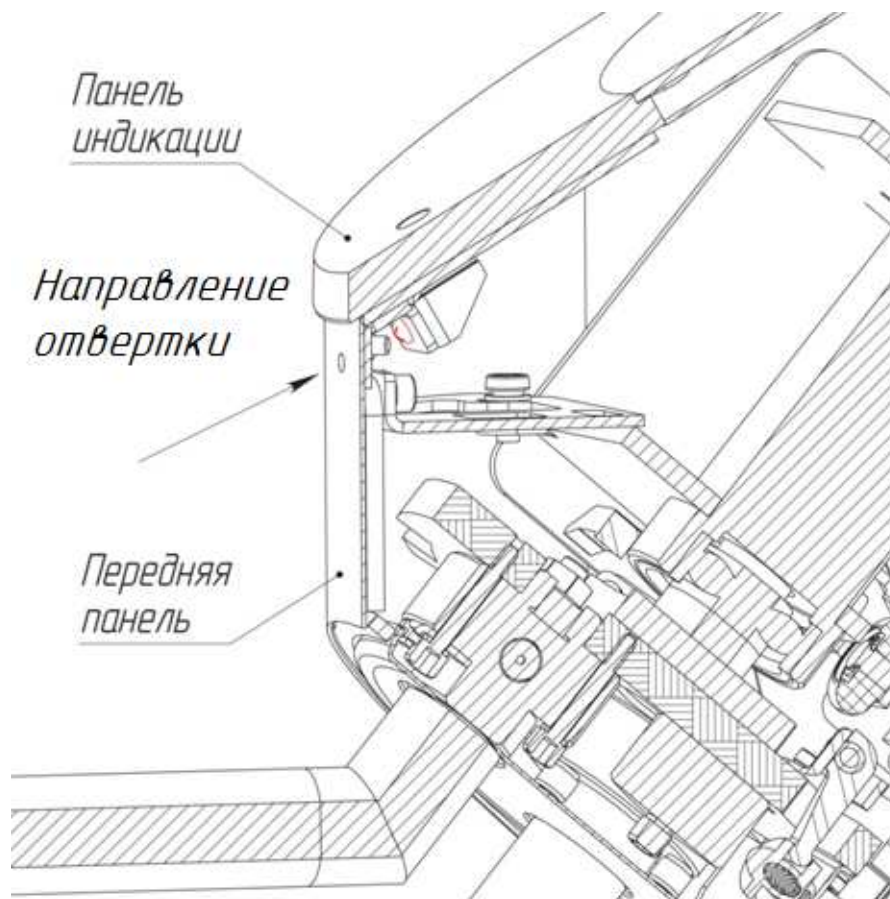 Панель
индикации
Направление
отвертки
Передняя
панель